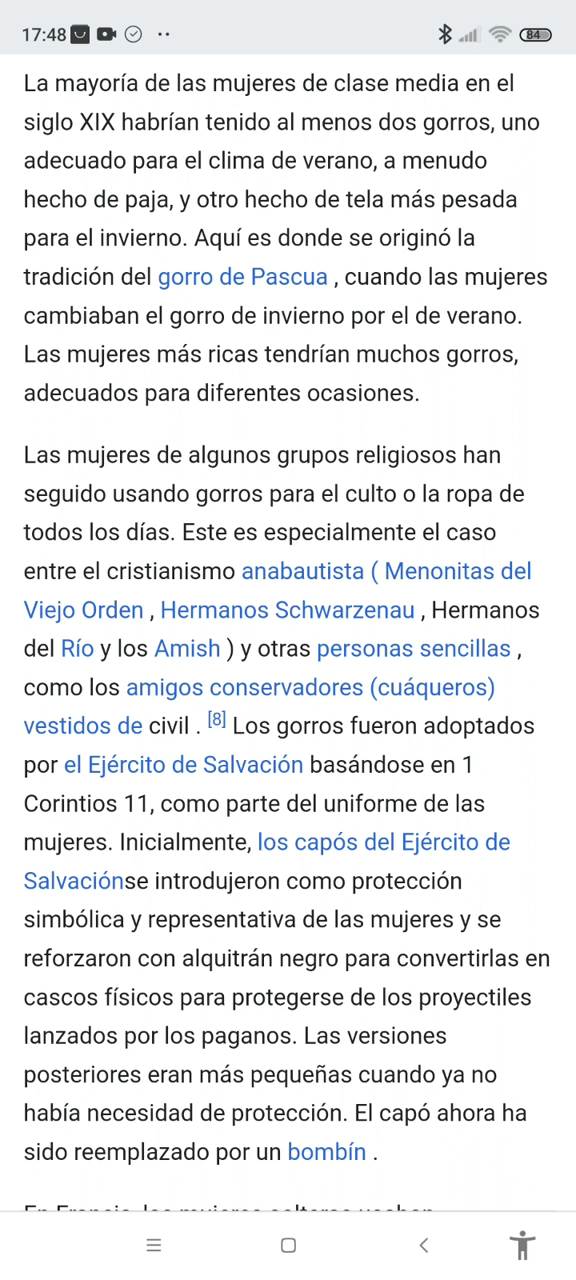 17:48
84
La mayoría de las mujeres de clase media en el
siglo XIX habrían tenido al menos dos gorros, uno
adecuado para el clima de verano, a menudo
hecho de paja, y otro hecho de tela más pesada
para el invierno. Aquí es donde se originó la
tradición del gorro de Pascua , cuando las mujeres
cambiaban el gorro de invierno por el de verano.
Las mujeres más ricas tendrían muchos gorros,
adecuados para diferentes ocasiones.
Las mujeres de algunos grupos religiosos han
seguido usando gorros para el culto o la ropa de
todos los días. Este es especialmente el caso
entre el cristianismo anabautista ( Menonitas del
Viejo Orden , Hermanos Schwarzenau , Hermanos
del Río y los Amish ) y otras personas sencillas ,
como los amigos conservadores (cuáqueros)
vestidos de civil . [8] Los gorros fueron adoptados
por el Ejército de Salvación basándose en 1
Corintios 11, como parte del uniforme de las
mujeres. Inicialmente, los capós del Ejército de
Salvaciónse introdujeron como protección
simbólica y representativa de las mujeres y se
reforzaron con alquitrán negro para convertirlas en
cascos físicos para protegerse de los proyectiles
lanzados por los paganos. Las versiones
posteriores eran más pequeñas cuando ya no
había necesidad de protección. El capó ahora ha
sido reemplazado por un bombín .